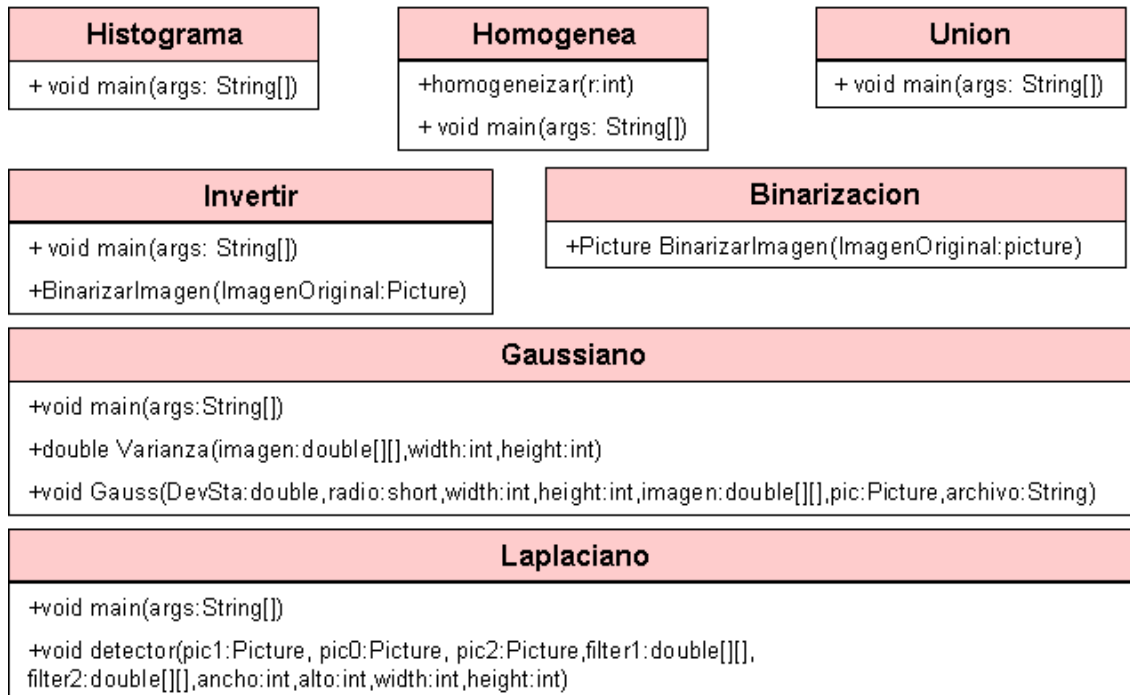 Histograma
+ void main(args: String[])
Homogenea
+homogeneizar(r:int)
+ void main(args: String[])
Union
+ void main(args: String[])
Invertir
+ void main(args: String[])
+BinarizarImagen(ImagenOriginal:Picture)
Binarizacion
+Picture BinarizarImagen(ImagenOriginal:picture)
Gaussiano
+void main(args:String[])
+double Varianza(imagen:double[][],width:int,height:int)
+void Gauss(DevSta:double,radio:short,width:int,height:int,imagen:double[][],pic:Picture,archivo:String)
Laplaciano
+void main(args:String[])
+void detector(pic1:Picture, pic0:Picture, pic2:Picture,filter1:double[][],
filter2:double[][],ancho:int,alto:int,width:int,height:int)